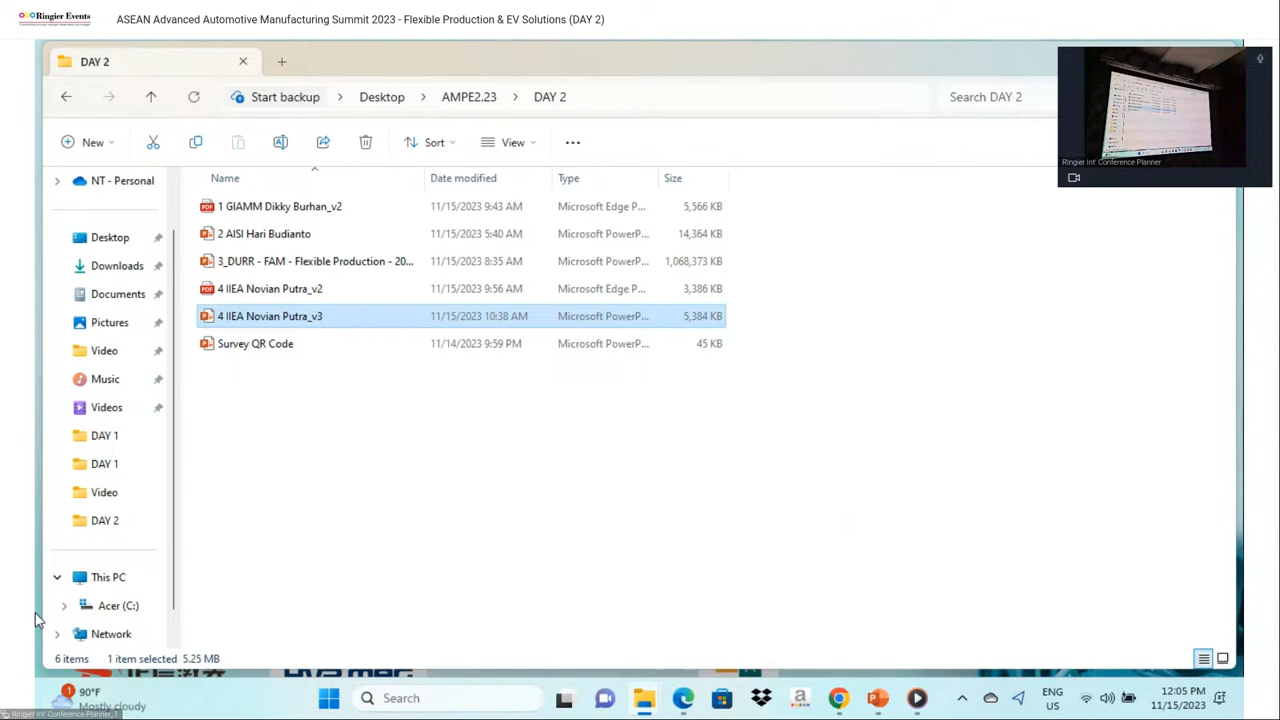 Ringier Events
ASEAN Advanced Automotive Manufacturing Summit 2023 - Flexible Production & EV Solutions (DAY 2)
DAY 2
Start backup > Desktop > AMPE2.23 > DAY 2
Search DAY 2
New
Sort
View
Ringier Int' Conference Planner
NT - Personal
Desktop
Downloads
Documents
Pictures
Video
Music
Videos
DAY 1
DAY 1
Video
DAY 2
This PC
Acer (C:)
Network
Name Date modified Type Size
1 GIAMM Dikky Burhan_v2 11/15/2023 9:43 AM Microsoft Edge P... 5,566 KB
2 AISI Hari Budianto 11/15/2023 5:40 AM Microsoft PowerP... 14,364 KB
3_DURR - FAM - Flexible Production - 20... 11/15/2023 8:35 AM Microsoft PowerP... 1,068,373 KB
4 IIEA Novian Putra_v2 11/15/2023 9:56 AM Microsoft Edge P... 3,386 KB
4 IIEA Novian Putra_v3 11/15/2023 10:38 AM Microsoft PowerP... 5,384 KB
Survey QR Code 11/14/2023 9:59 PM Microsoft PowerP... 45 KB
6 items 1 item selected 5.25 MB
1
90°F
Mostly cloudy
Search
ENG
US
12:05 PM
11/15/2023
Ringier Int' Conference Planner_1